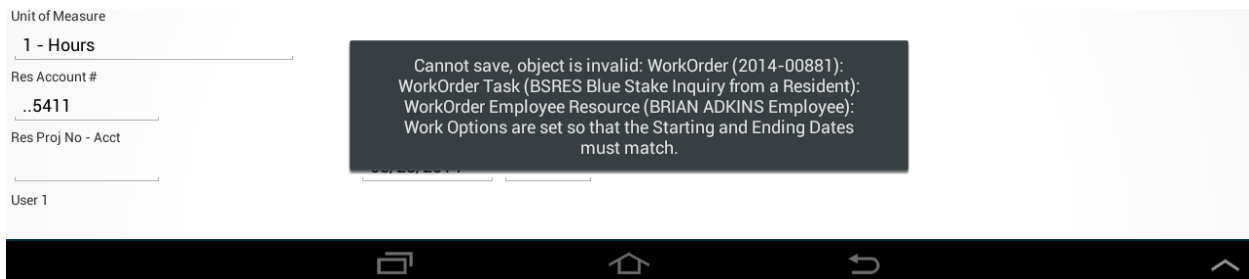 Unit of Measure
1 - Hours
Res Account #
..5411
Res Proj No - Acct
User 1
Cannot save, object is invalid: WorkOrder (2014-00881):
WorkOrder Task (BSRES Blue Stake Inquiry from a Resident):
WorkOrder Employee Resource (BRIAN ADKINS Employee):
Work Options are set so that the Starting and Ending Dates
must match.